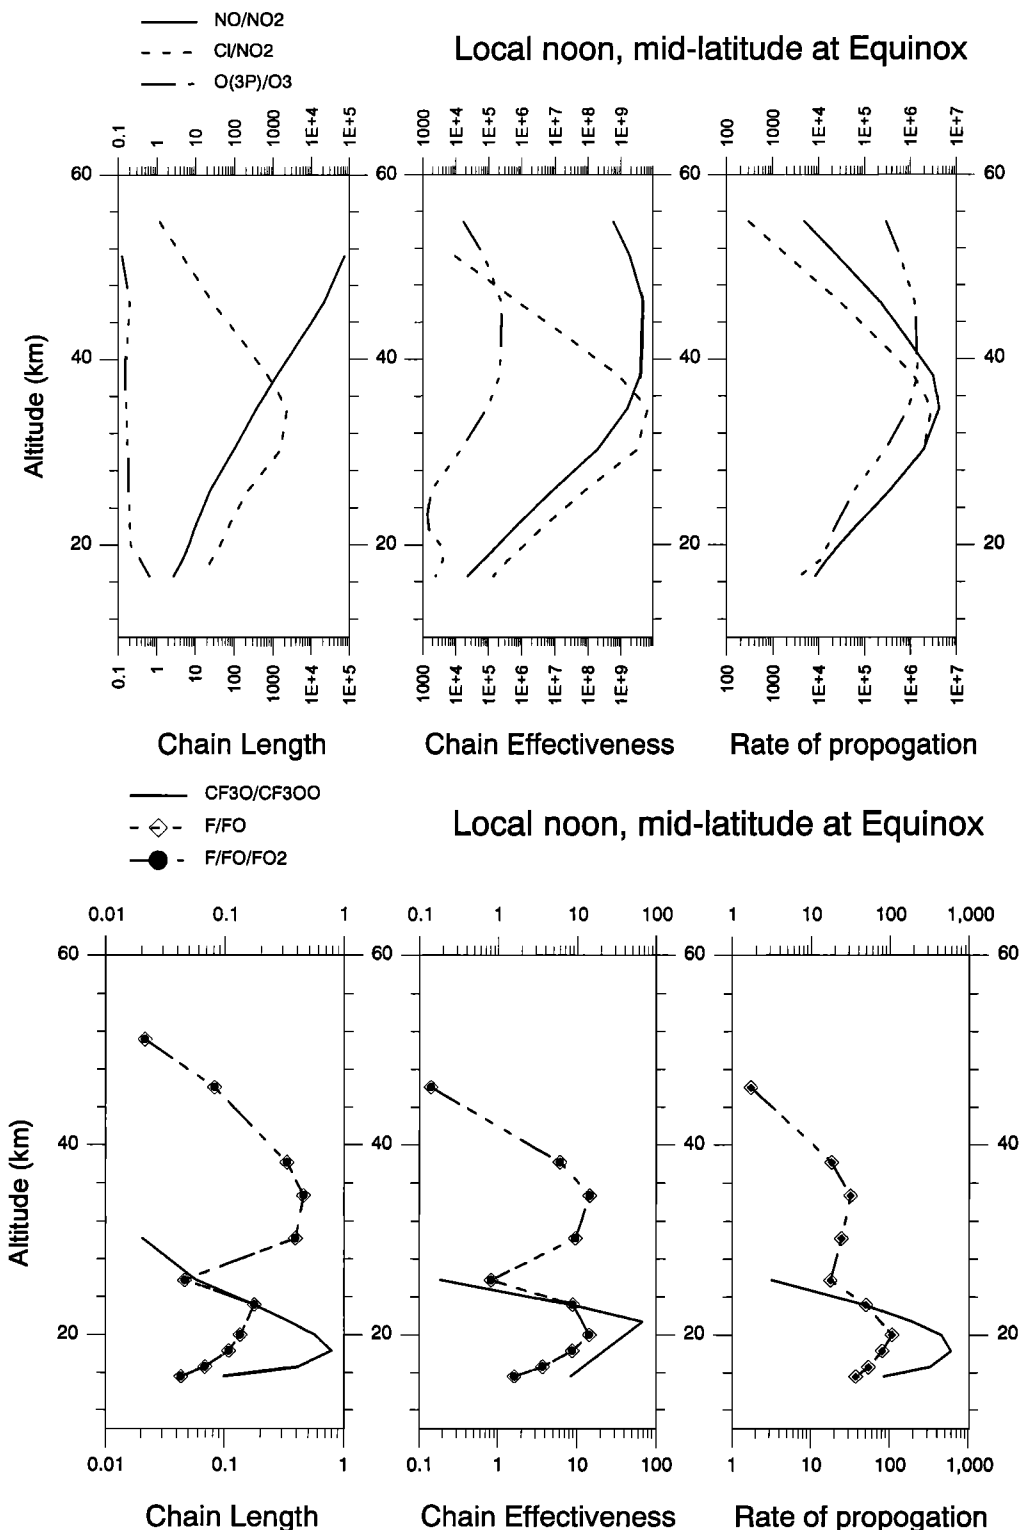 NO/NO2
Cl/NO2
O(3P)/O3
Local noon, mid-latitude at Equinox
0.1 1 10 100 1000 1E+4 1E+5
1000 1E+4 1E+5 1E+6 1E+7 1E+8 1E+9
100 1000 1E+4 1E+5 1E+6 1E+7
60 60 60 60
40 40 40 40
20 20 20 20
Altitude (km)
0.1 1 10 100 1000 1E+4 1E+5
1000 1E+4 1E+5 1E+6 1E+7 1E+8 1E+9
100 1000 1E+4 1E+5 1E+6 1E+7
Chain Length Chain Effectiveness Rate of propogation
CF3O/CF3OO
F/FO
F/FO/FO2
Local noon, mid-latitude at Equinox
0.01 0.1 1 0.1 1 10 100 1 10 100 1,000
60 60 60 60
40 40 40 40
20 20 20 20
Altitude (km)
0.01 0.1 1 0.1 1 10 100 1 10 100 1,000
Chain Length Chain Effectiveness Rate of propogation